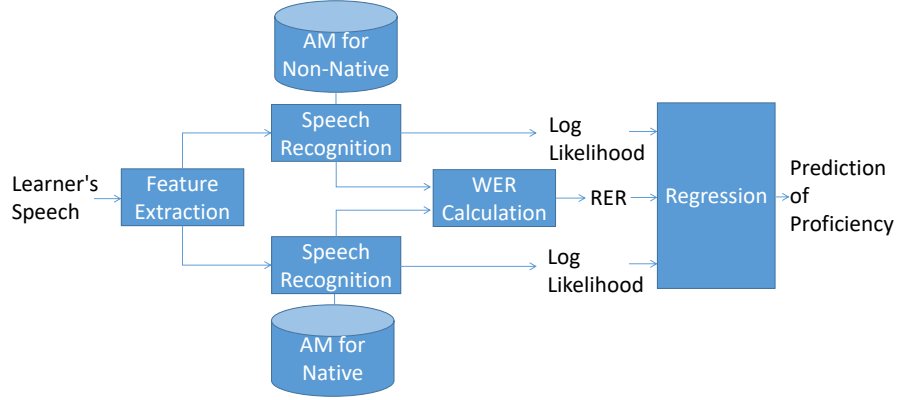 AM for
Non-Native
Speech
Recognition
Log
Likelihood
Learner's
Speech
Feature
Extraction
WER
Calculation
RER
Regression
Prediction
of
Proficiency
Speech
Recognition
Log
Likelihood
AM for
Native